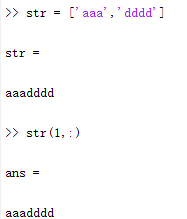 >> str = ['aaa','dddd']
str =
aaadddd
>> str(1,:)
ans =
aaadddd